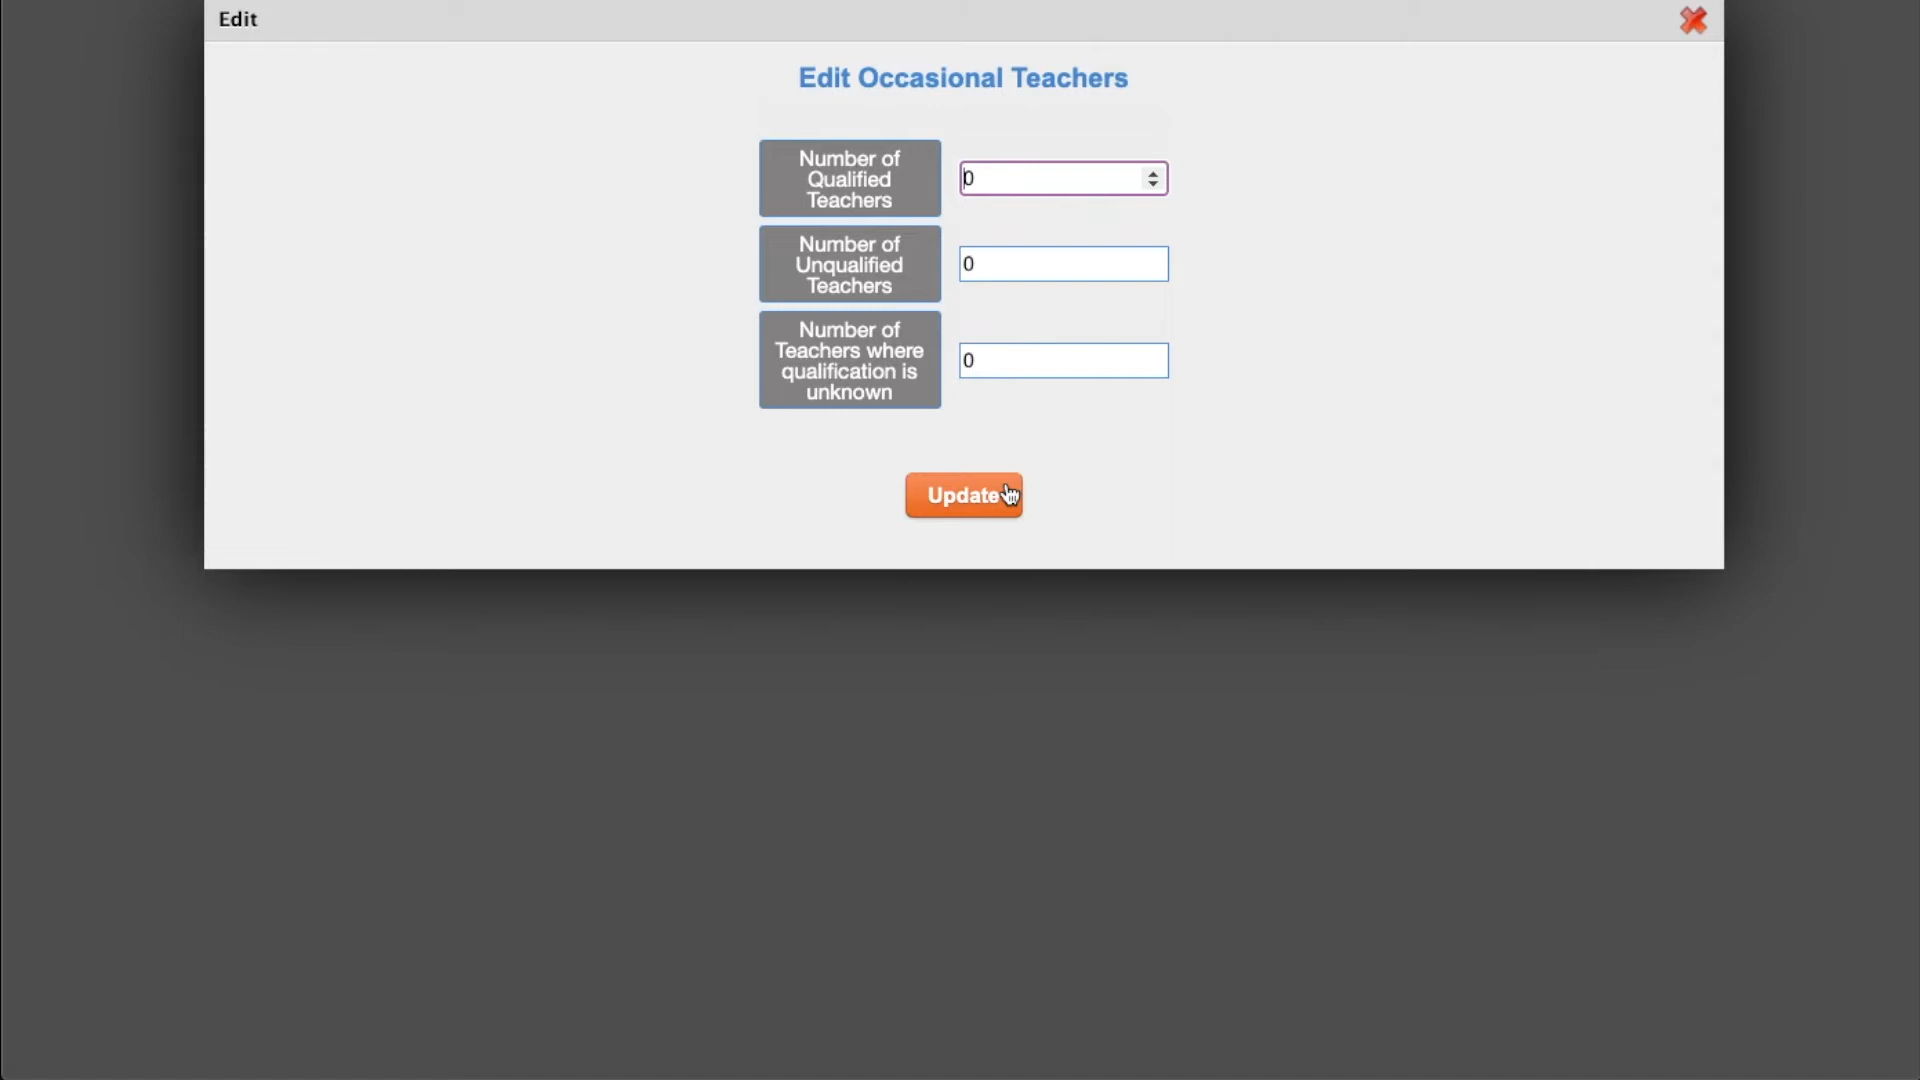 Edit
Edit Occasional Teachers
Number of
Qualified
Teachers
0
Number of
Unqualified
Teachers
0
Number of
Teachers where
qualification is
unknown
0
Update